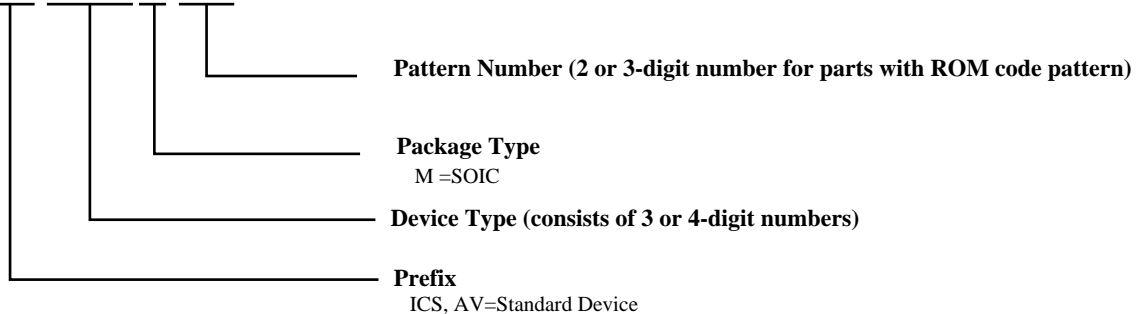 Pattern Number (2 or 3-digit number for parts with ROM code pattern)
Package Type
M =SOIC
Device Type (consists of 3 or 4-digit numbers)
Prefix
ICS, AV=Standard Device